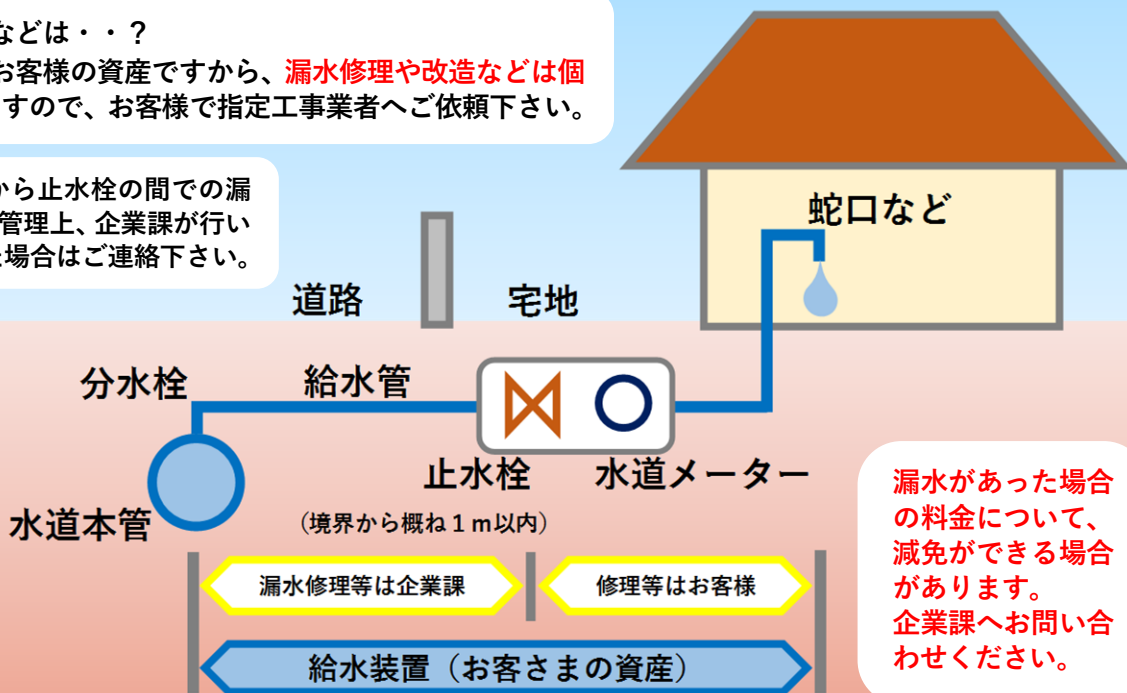 などは・・？
お客様の資産ですから、漏水修理や改造などは個
すので、お客様で指定工事業者へご依頼下さい。
から止水栓の間での漏
管理上、企業課が行い
た場合はご連絡下さい。
蛇口など
道路
宅地
分水栓
給水管
止水栓
水道メーター
水道本管
（境界から概ね１ｍ以内）
漏水修理等は企業課
修理等はお客様
給水装置（お客さまの資産）
漏水があった場合
の料金について、
減免ができる場合
があります。
企業課へお問い合
わせください。